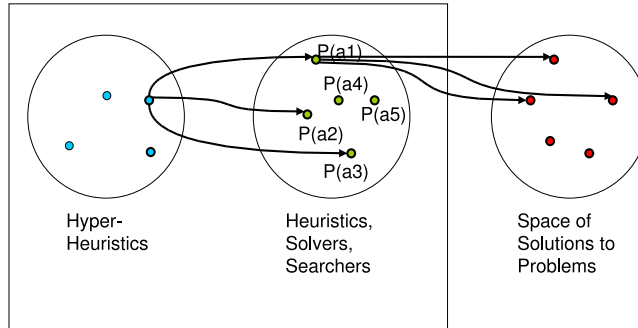 P(a1)
P(a4)
P(a5)
P(a2)
P(a3)
Hyper-
Heuristics
Heuristics,
Solvers,
Searchers
Space of
Solutions to
Problems